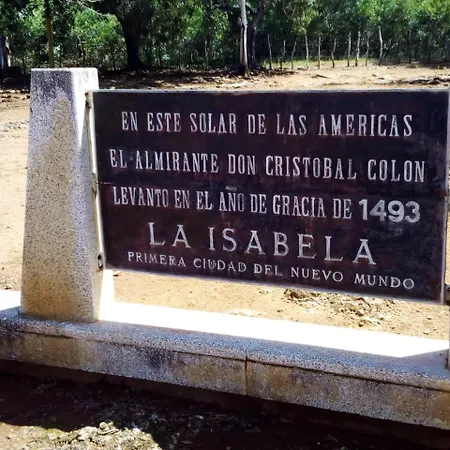 EN ESTE SOLAR DE LAS AMERICAS
EL ALMIRANTE DON CRISTOBAL COLON
LEVANTO EN EL AÑO DE GRACIA DE 1493
LA ISABELA
PRIMERA CIUDAD DEL NUEVO MUNDO